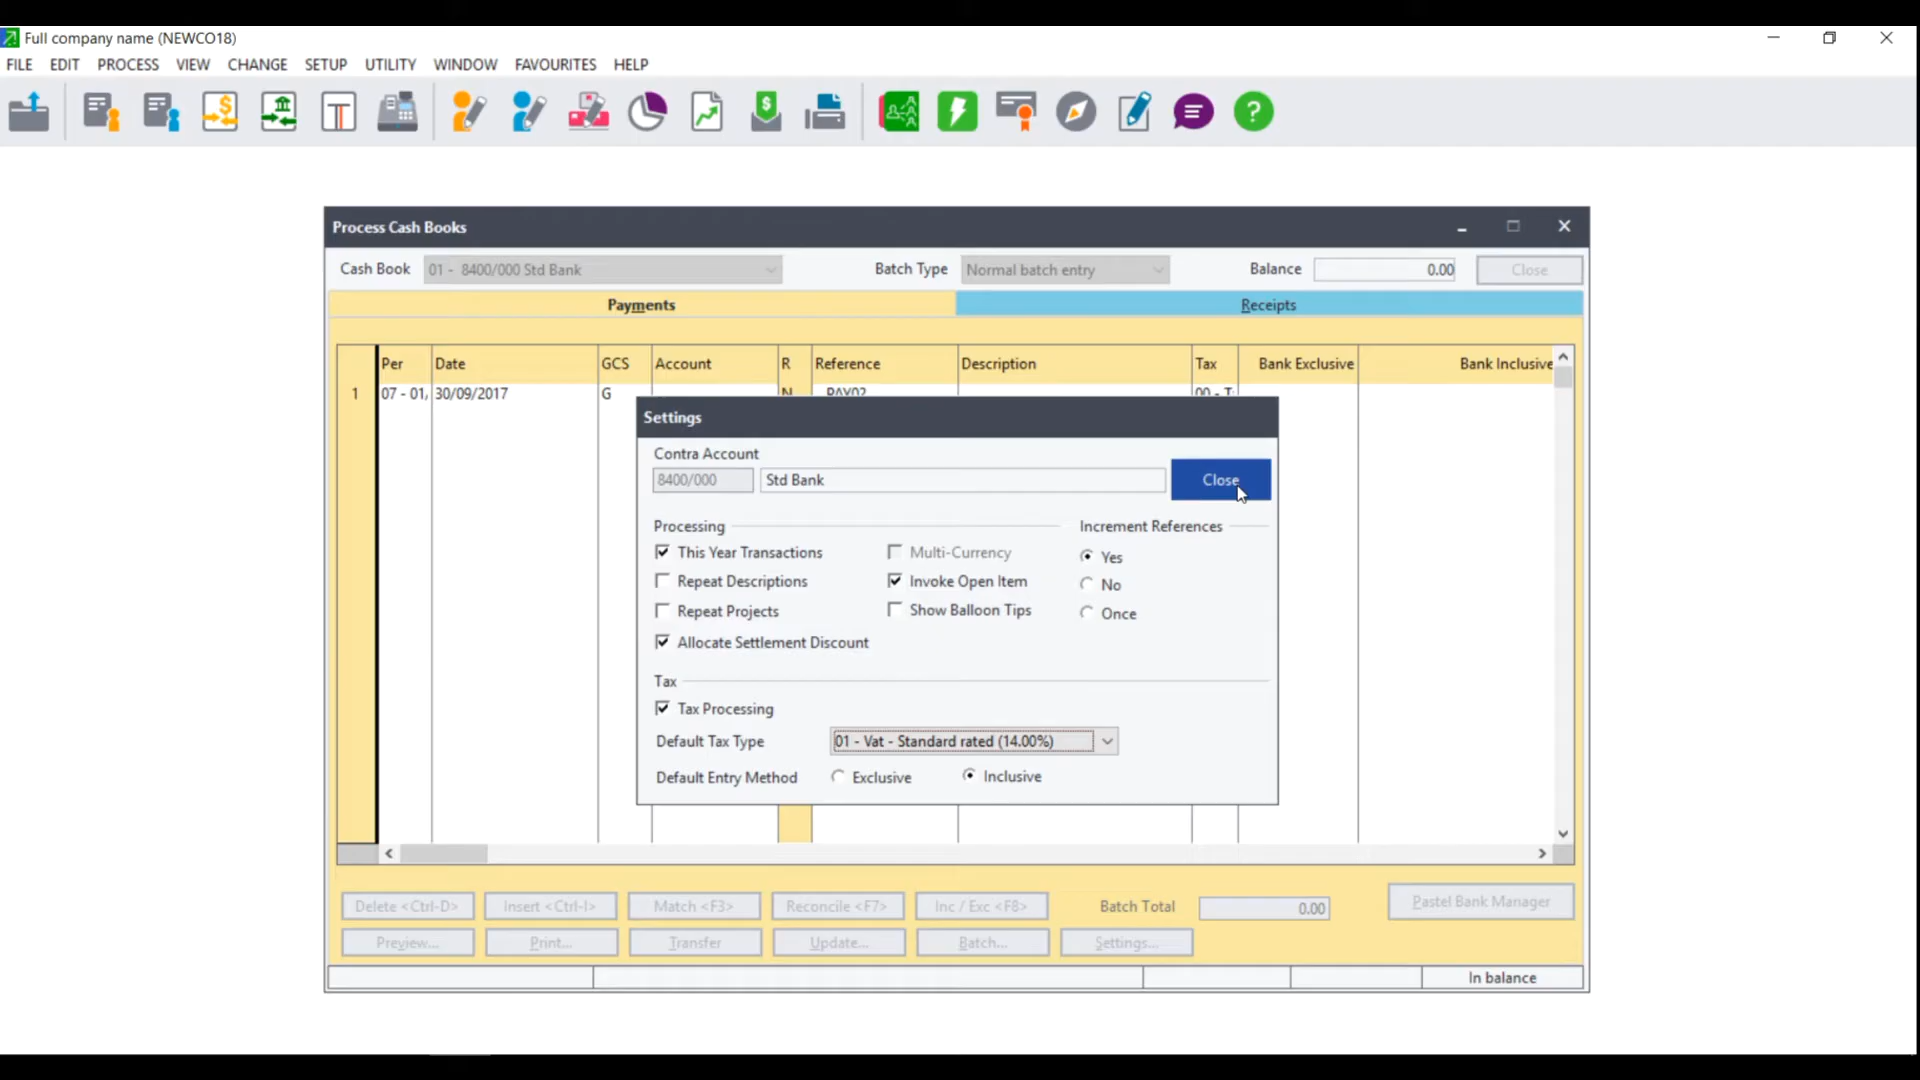 Full company name (NEWCO18)
FILE EDIT PROCESS VIEW CHANGE SETUP UTILITY WINDOW FAVOURITES HELP
Process Cash Books
Cash Book 01 - 8400/000 Std Bank Batch Type Normal batch entry Balance 0.00 Close
Payments Receipts
Per Date GCS Account R Reference Description Tax Bank Exclusive Bank Inclusive
1 07 - 01, 30/09/2017 G N PAY02 00 - T
Settings
Contra Account
8400/000 Std Bank Close
Processing Increment References
This Year Transactions Multi-Currency Yes
Repeat Descriptions Invoke Open Item No
Repeat Projects Show Balloon Tips Once
Allocate Settlement Discount
Tax
Tax Processing
Default Tax Type 01 - Vat - Standard rated (14.00%)
Default Entry Method Exclusive Inclusive
Delete <Ctrl-D> Insert <Ctrl-I> Match <F3> Reconcile <F7> Inc / Exc <F8> Batch Total 0.00 Pastel Bank Manager
Preview... Print... Transfer Update... Batch... Settings...
In balance